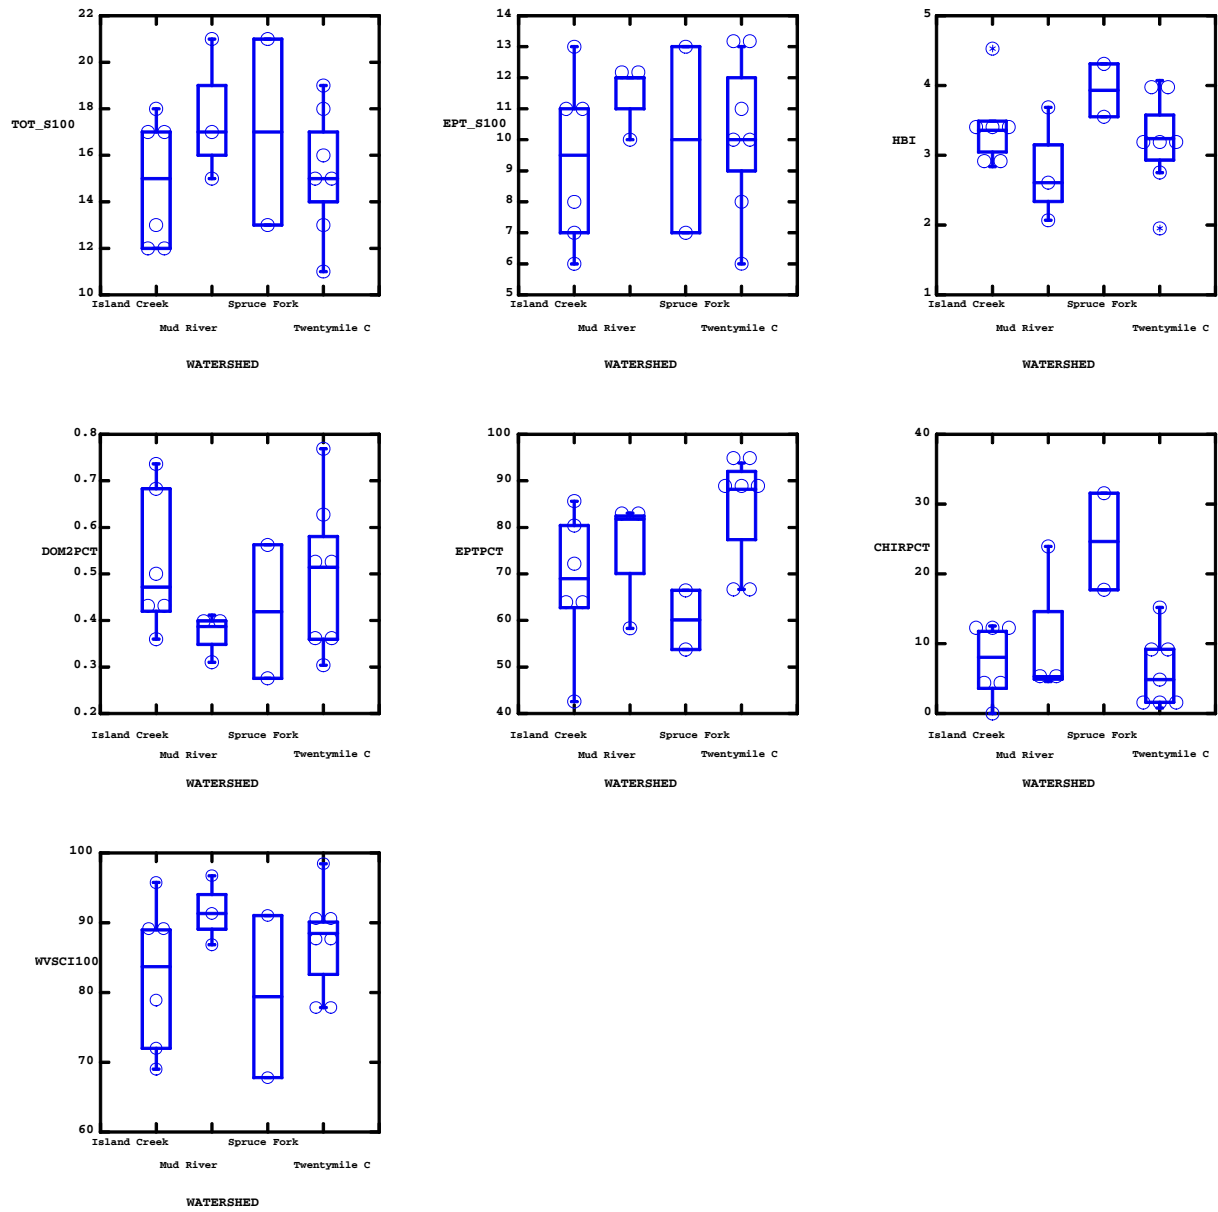 22
20
18
TOT_S100
16
14
12
10
Island Creek Spruce Fork
Mud River Twentymile C
WATERSHED
13
12
11
EPT_S100
10
9
8
7
6
5
Island Creek Spruce Fork
Mud River Twentymile C
WATERSHED
5
4
HBI
3
2
1
Island Creek Spruce Fork
Mud River Twentymile C
WATERSHED
0.8
0.7
0.6
DOM2PCT
0.5
0.4
0.3
0.2
Island Creek Spruce Fork
Mud River Twentymile C
WATERSHED
100
90
80
EPTPCT
70
60
50
40
Island Creek Spruce Fork
Mud River Twentymile C
WATERSHED
40
30
CHIRPCT
20
10
0
Island Creek Spruce Fork
Mud River Twentymile C
WATERSHED
100
90
WVSCI100
80
70
60
Island Creek Spruce Fork
Mud River Twentymile C
WATERSHED